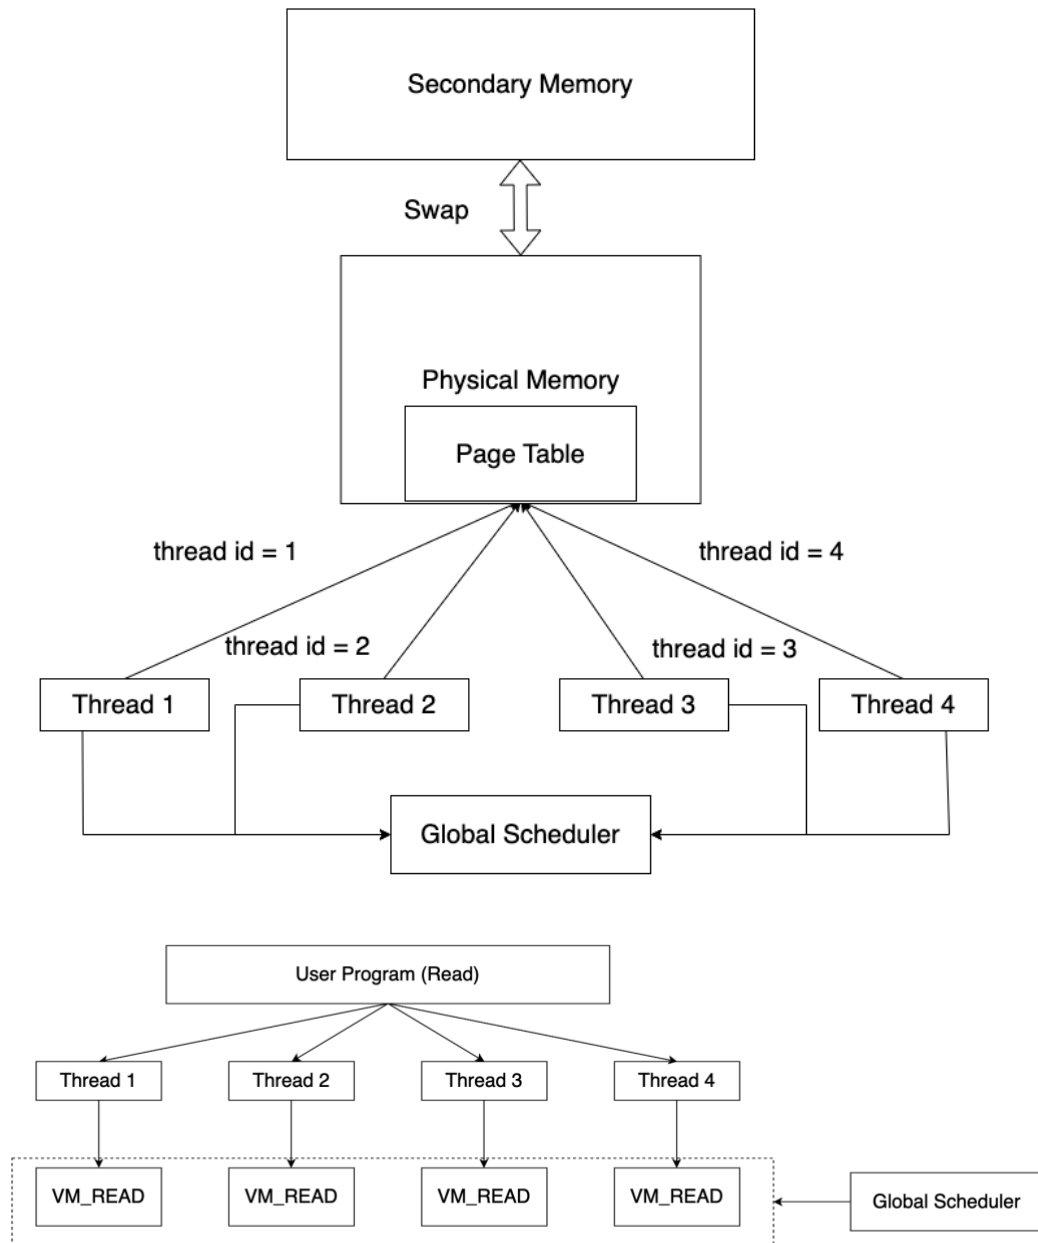 Secondary Memory
Swap
Physical Memory
Page Table
thread id = 1
thread id = 4
thread id = 2
thread id = 3
Thread 1
Thread 2
Thread 3
Thread 4
Global Scheduler
User Program (Read)
Thread 1
Thread 2
Thread 3
Thread 4
VM_READ
VM_READ
VM_READ
VM_READ
Global Scheduler